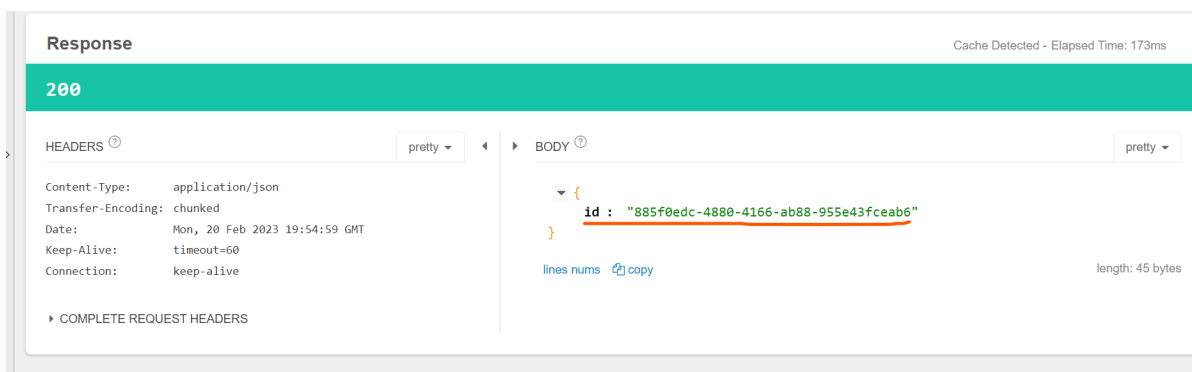 Response
Cache Detected - Elapsed Time: 173ms
200
HEADERS ?
pretty
Content-Type: application/json
Transfer-Encoding: chunked
Date: Mon, 20 Feb 2023 19:54:59 GMT
Keep-Alive: timeout=60
Connection: keep-alive
COMPLETE REQUEST HEADERS
BODY ?
pretty
{
id : "885f0edc-4880-4166-ab88-955e43fceab6"
}
lines nums copy
length: 45 bytes